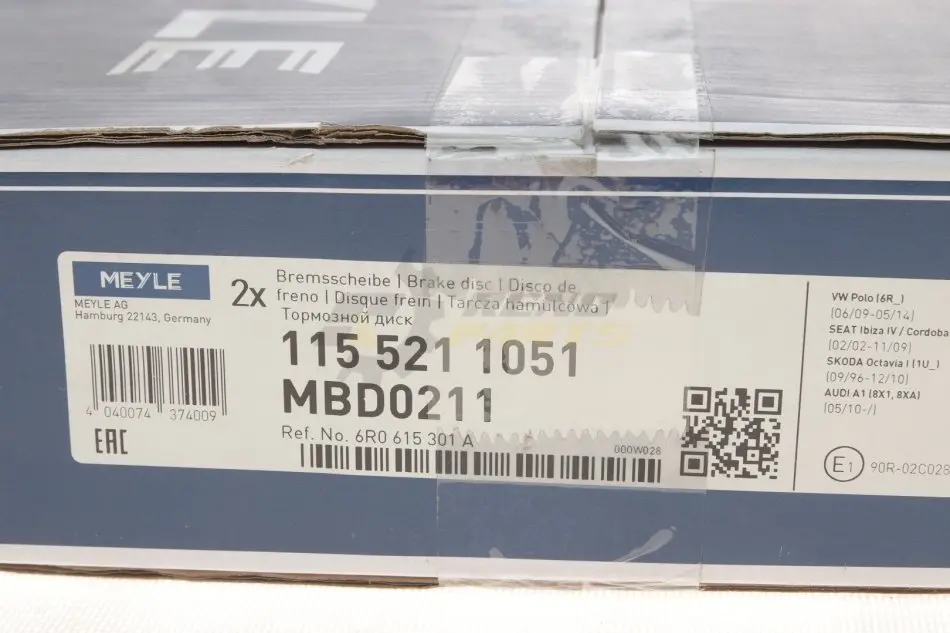 MEYLE
MEYLE AG
Hamburg 22143, Germany
4 040074 374009
EAC
2x
Bremsscheibe | Brake disc | Disco de
freno | Disque frein | Tarcza hamulcowa |
Тормозной диск
115 521 1051
MBD0211
Ref. No. 6R0 615 301 A
000W028
VW Polo (6R_)
(06/09-05/14)
SEAT Ibiza IV / Cordoba
(02/02-11/09)
SKODA Octavia I (1U_)
(09/96-12/10)
AUDI A1 (8X1, 8XA)
(05/10-/)
E1
90R-02C028
PARTS